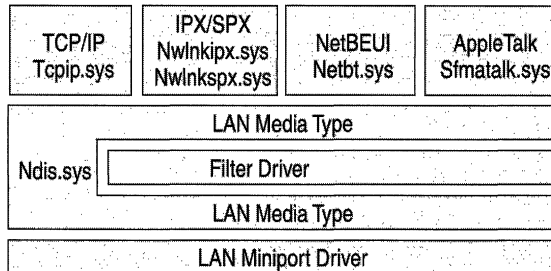 TCP/IP
Tcpip.sys
IPX/SPX
Nwlnkipx.sys
Nwlnkspx.sys
NetBEUI
Netbt.sys
AppleTalk
Sfmatalk.sys
LAN Media Type
Ndis.sys
Filter Driver
LAN Media Type
LAN Miniport Driver